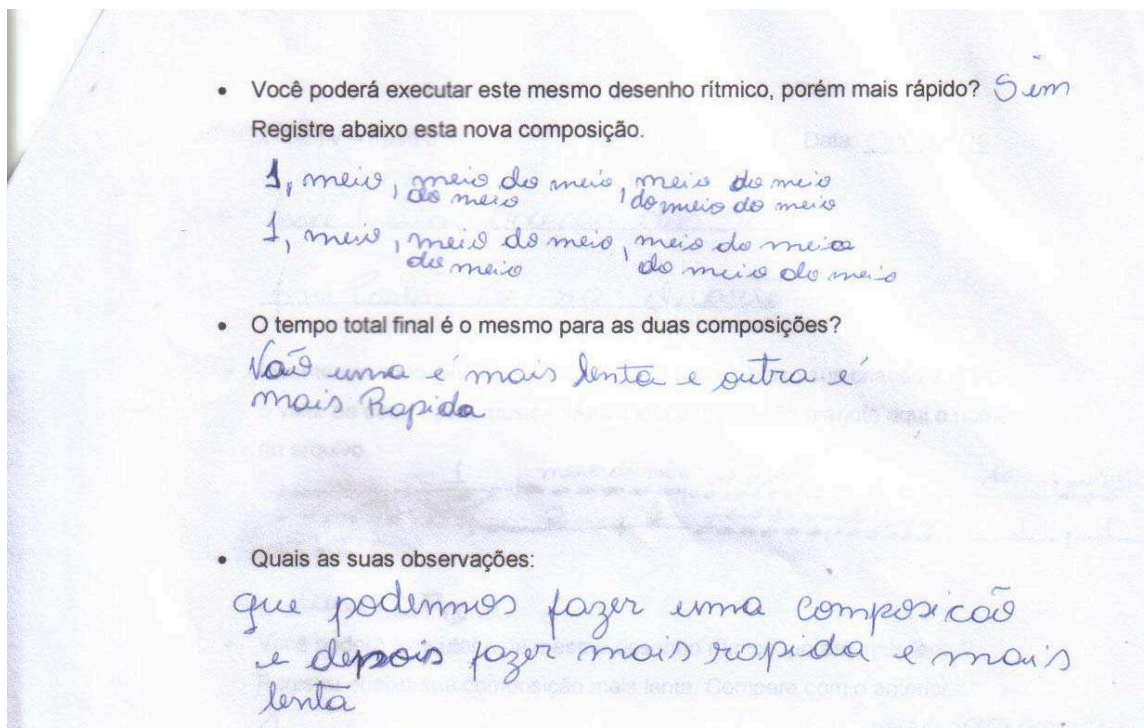 • Você poderá executar este mesmo desenho rítmico, porém mais rápido? Sim
Registre abaixo esta nova composição.
1, meio, meio do meio, meio do meio
do meio, do meio do meio
1, meio, meio do meio, meio do meio
do meio do meio do meio
• O tempo total final é o mesmo para as duas composições?
Não uma é mais lenta e outra é
mais Rapida
• Quais as suas observações:
que podemmos fazer uma composicão
e depois fazer mais rapida e mais
lenta